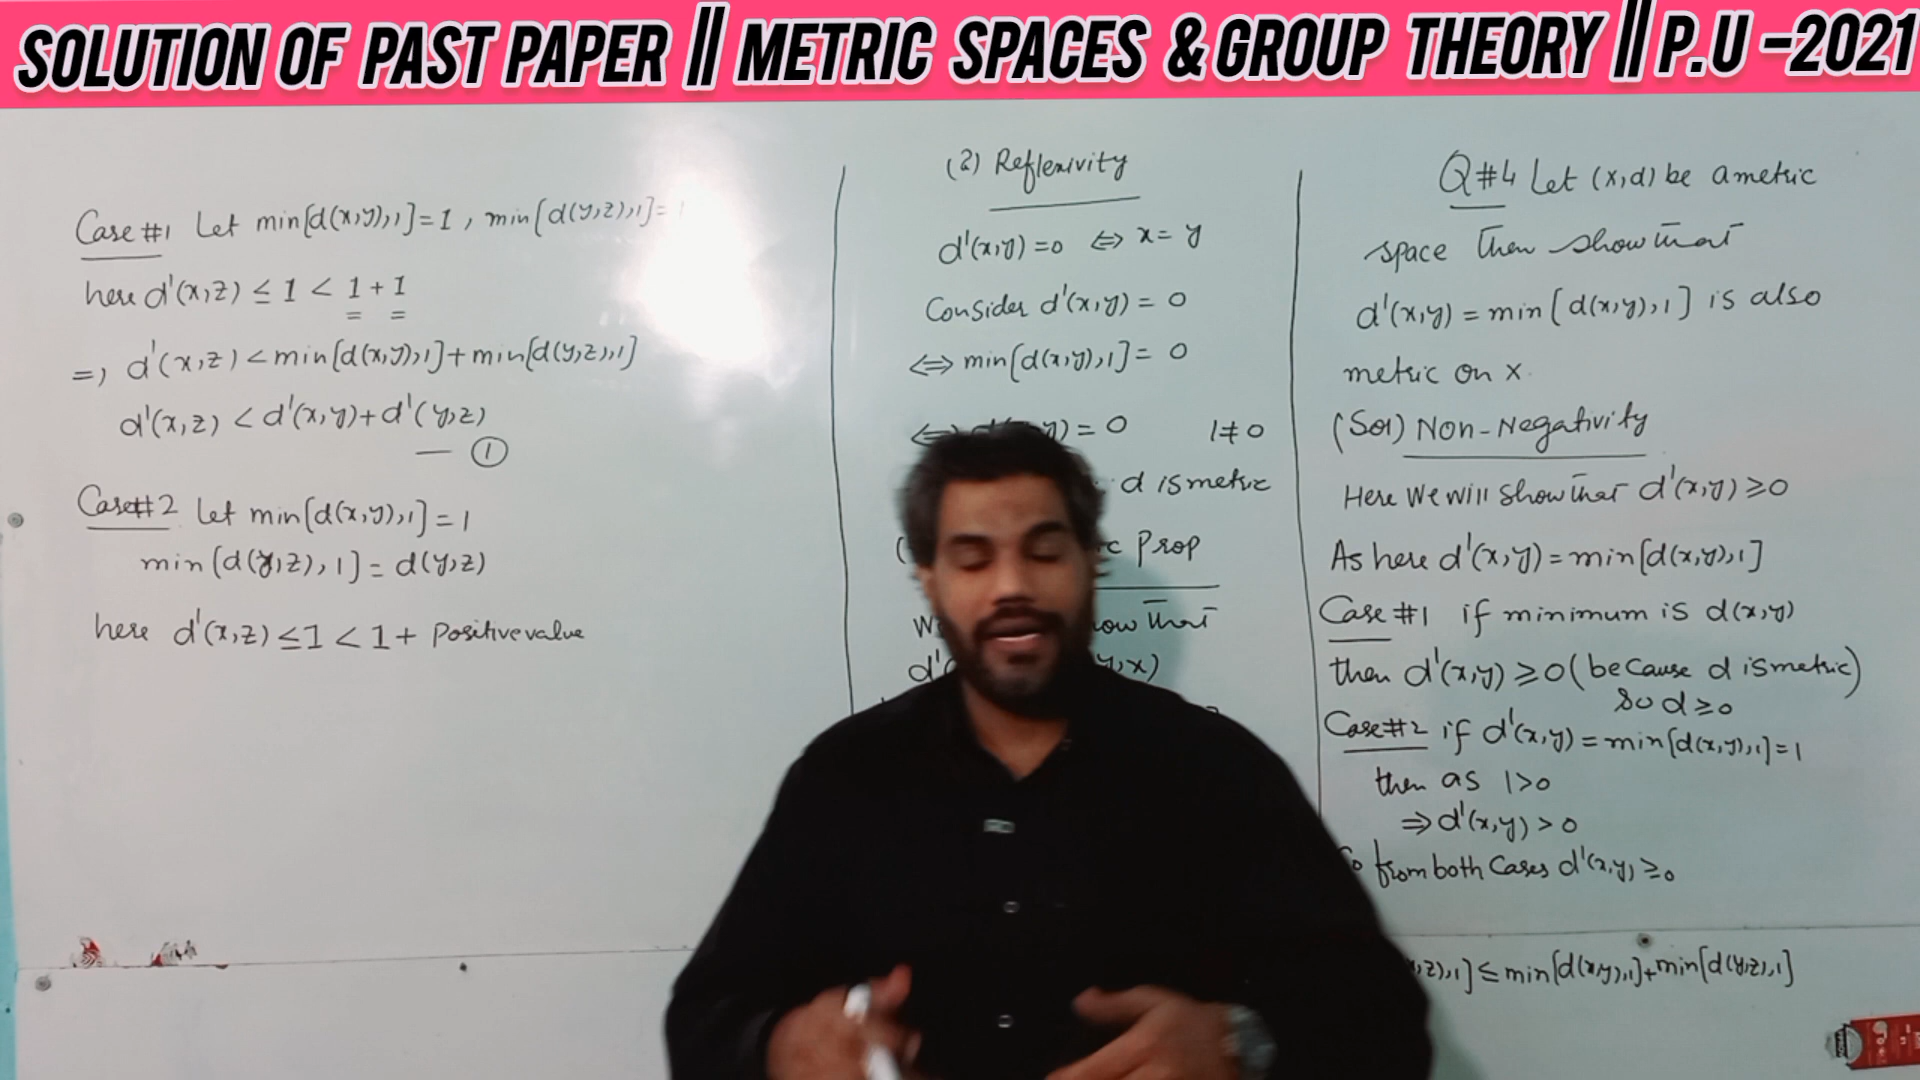 SOLUTION OF PAST PAPER || METRIC SPACES & GROUP THEORY || P.U -2021
Q#4 Let (x,d) be a metric
space then show that
d'(x,y) = min[d(x,y),1] is also
metric on X.
(Sol) Non-Negativity
Here We will show that d'(x,y) ≥0
As here d'(x,y) = min[d(x,y),1]
Case #1 if minimum is d(x,y)
then d'(x,y) ≥0 (because d is metric)
so d≥0
Case#2 if d'(x,y) = min[d(x,y),1]=1
then as 1>0
⇒ d'(x,y) > 0
from both Cases d'(x,y) ≥0
,z),1] ≤ min[d(x,y),1]+min[d(y,z),1]
(2) Reflexivity
d'(x,y) =0 ⇔ x= y
Consider d'(x,y) = 0
⇔ min[d(x,y),1] = 0
⇔ y) = 0 1≠0
d is metric
Prop
that
d' y,x)
Case #1 Let min[d(x,y),1]=1 , min[d(y,z),1]=
here d'(x,z) ≤ 1 < 1 + 1
=) d'(x,z) < min[d(x,y),1]+min[d(y,z),1]
d'(x,z) < d'(x,y)+d'(y,z)
— ①
Case#2 Let min[d(x,y),1] =1
min[d(y,z),1] = d(y,z)
here d'(x,z) ≤1 < 1+ Positive value